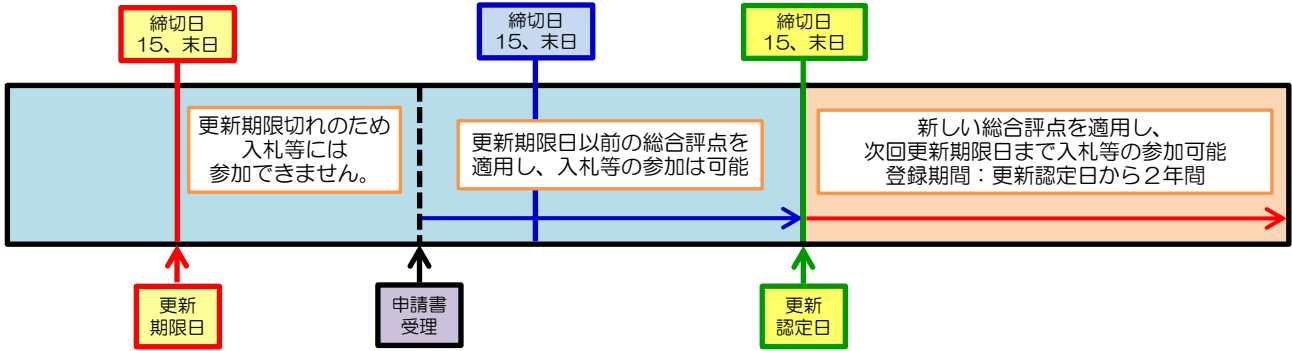 締切日
15、末日
締切日
15、末日
締切日
15、末日
更新期限切れのため
入札等には
参加できません。
更新期限日以前の総合評点を
適用し、入札等の参加は可能
新しい総合評点を適用し、
次回更新期限日まで入札等の参加可能
登録期間：更新認定日から２年間
更新
期限日
申請書
受理
更新
認定日